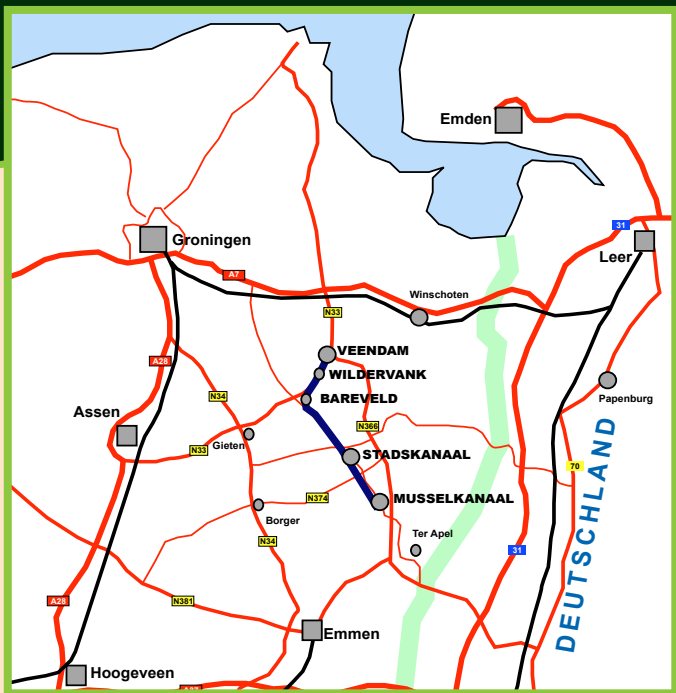 Emden
31
Groningen
Leer
A7
Winschoten
N33
VEENDAM
A28
WILDERVANK
N34
BAREVELD
Papenburg
Assen
N366
Gieten
N33
STADSKANAAL
70
N374
MUSSELKANAAL
Borger
Ter Apel
N34
31
DEUTSCHLAND
A28
N381
Emmen
Hoogeveen